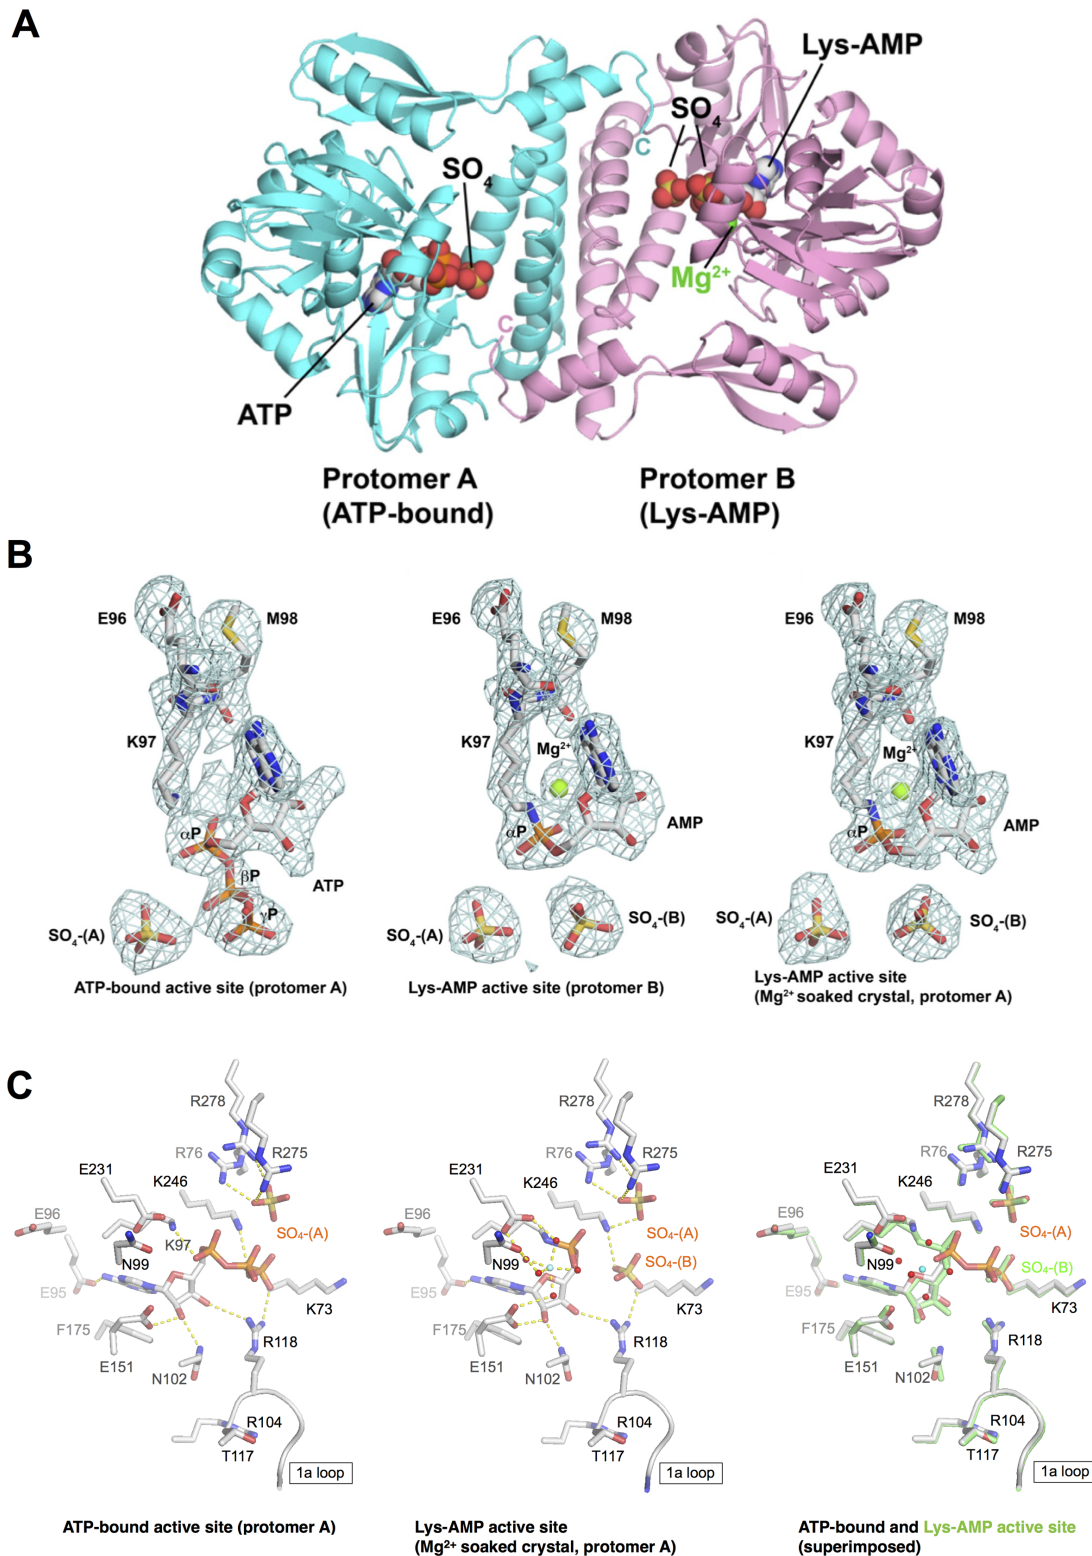 A
Lys-AMP
SO4
C
SO4
Mg2+
C
ATP
Protomer A
(ATP-bound)
Protomer B
(Lys-AMP)
B
E96
M98
K97
αP
βP
γP
ATP
SO4-(A)
ATP-bound active site (protomer A)
E96
M98
K97
Mg2+
αP
AMP
SO4-(A)
SO4-(B)
Lys-AMP active site (protomer B)
E96
M98
K97
Mg2+
αP
AMP
SO4-(A)
SO4-(B)
Lys-AMP active site
(Mg2+ soaked crystal, protomer A)
C
R278
R76
R275
E231
K246
E96
SO4-(A)
K97
N99
E95
K73
F175
R118
E151
N102
R104
T117
1a loop
ATP-bound active site (protomer A)
R278
R76
R275
E231
K246
E96
SO4-(A)
N99
SO4-(B)
E95
K73
F175
R118
E151
N102
R104
T117
1a loop
Lys-AMP active site
(Mg2+ soaked crystal, protomer A)
R278
R76
R275
E231
K246
E96
SO4-(A)
N99
SO4-(B)
E95
K73
F175
R118
E151
N102
R104
T117
1a loop
ATP-bound and Lys-AMP active site
(superimposed)